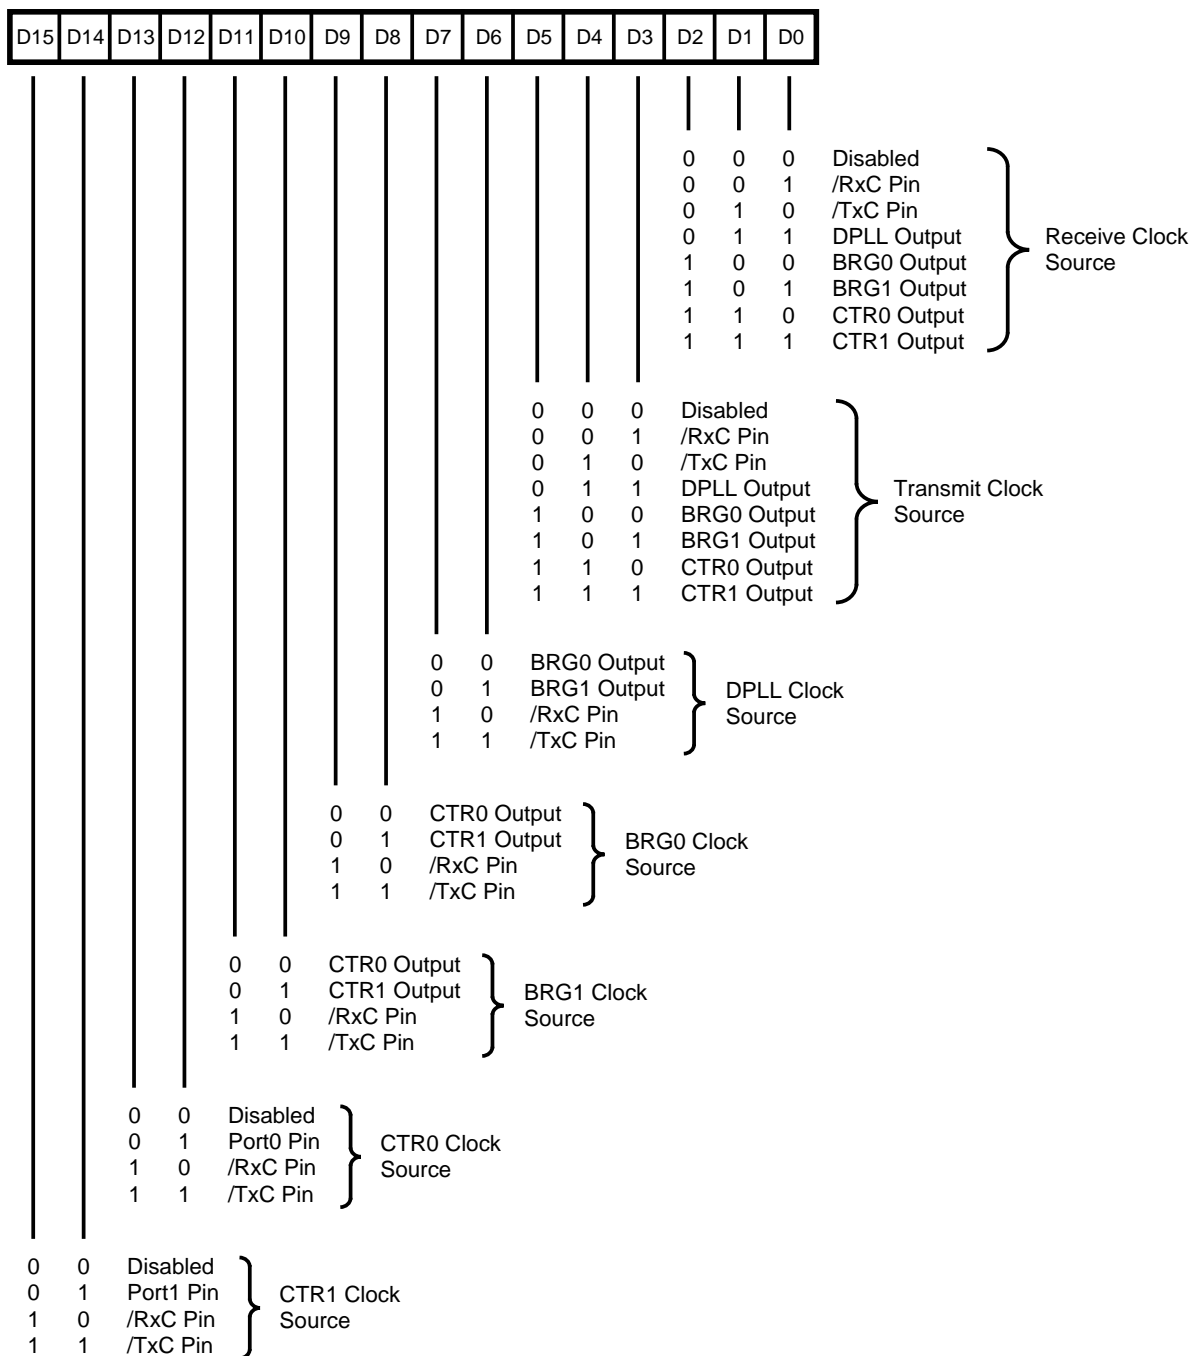 D15 D14 D13 D12 D11 D10 D9 D8 D7 D6 D5 D4 D3 D2 D1 D0
0 0 0 Disabled
0 0 1 /RxC Pin
0 1 0 /TxC Pin
0 1 1 DPLL Output
1 0 0 BRG0 Output
1 0 1 BRG1 Output
1 1 0 CTR0 Output
1 1 1 CTR1 Output
Receive Clock
Source
0 0 0 Disabled
0 0 1 /RxC Pin
0 1 0 /TxC Pin
0 1 1 DPLL Output
1 0 0 BRG0 Output
1 0 1 BRG1 Output
1 1 0 CTR0 Output
1 1 1 CTR1 Output
Transmit Clock
Source
0 0 BRG0 Output
0 1 BRG1 Output
1 0 /RxC Pin
1 1 /TxC Pin
DPLL Clock
Source
0 0 CTR0 Output
0 1 CTR1 Output
1 0 /RxC Pin
1 1 /TxC Pin
BRG0 Clock
Source
0 0 CTR0 Output
0 1 CTR1 Output
1 0 /RxC Pin
1 1 /TxC Pin
BRG1 Clock
Source
0 0 Disabled
0 1 Port0 Pin
1 0 /RxC Pin
1 1 /TxC Pin
CTR0 Clock
Source
0 0 Disabled
0 1 Port1 Pin
1 0 /RxC Pin
1 1 /TxC Pin
CTR1 Clock
Source